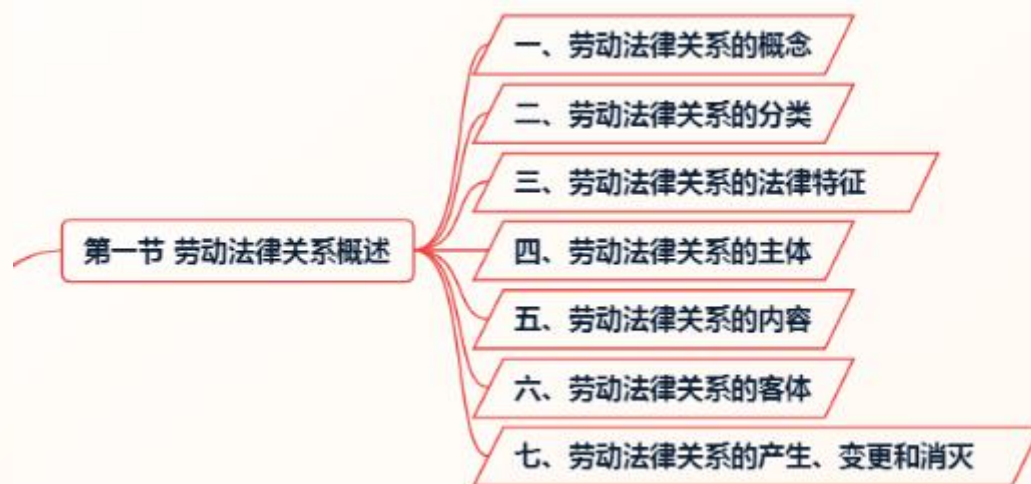 一、劳动法律关系的概念
二、劳动法律关系的分类
三、劳动法律关系的法律特征
第一节 劳动法律关系概述
四、劳动法律关系的主体
五、劳动法律关系的内容
六、劳动法律关系的客体
七、劳动法律关系的产生、变更和消灭